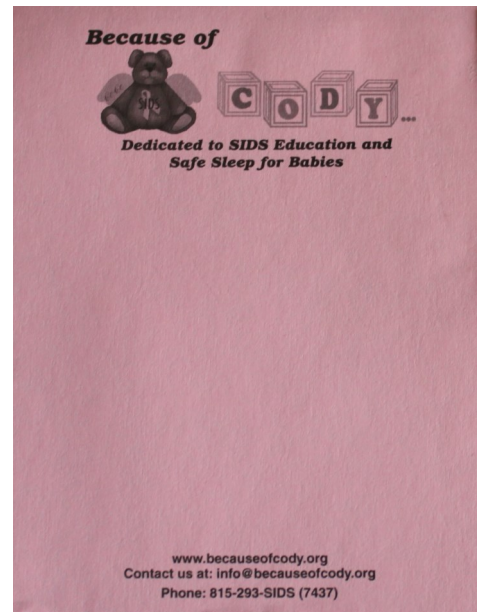 Because of
SIDS
CODY...
Dedicated to SIDS Education and
Safe Sleep for Babies
www.becauseofcody.org
Contact us at: info@becauseofcody.org
Phone: 815-293-SIDS (7437)